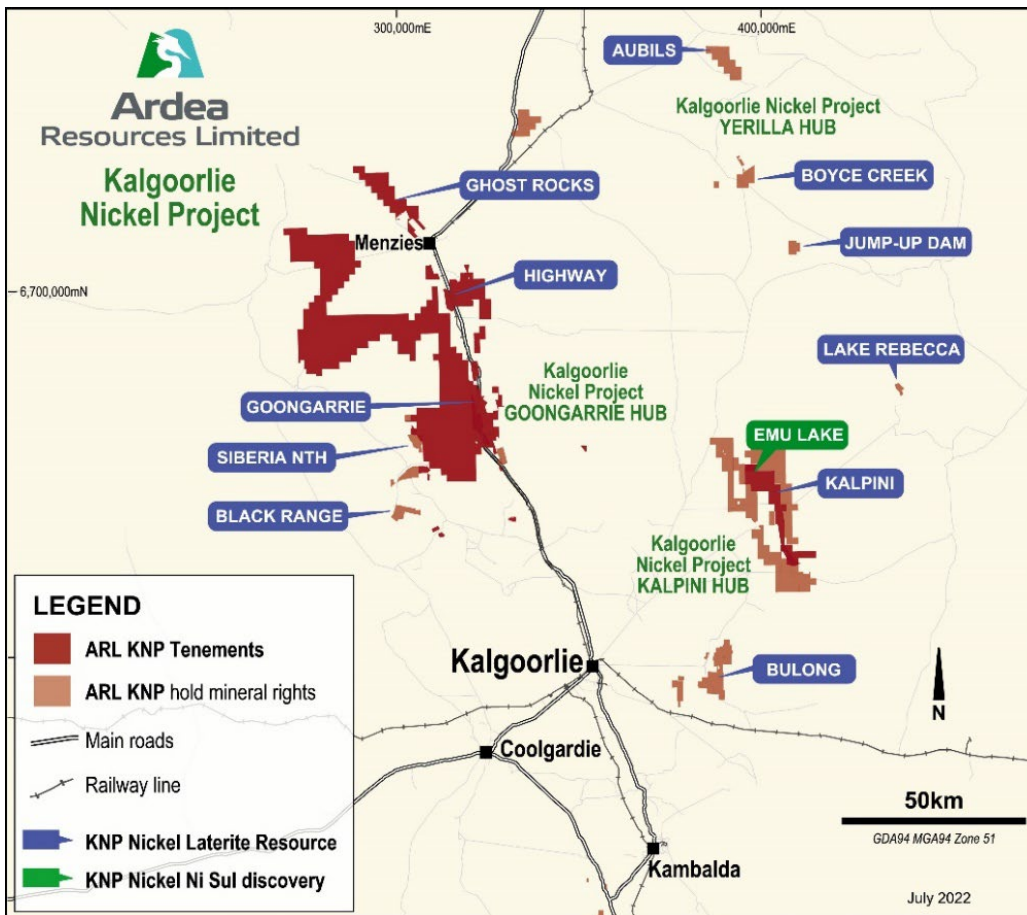 300,000mE
400,000mE
Ardea
Resources Limited
Kalgoorlie
Nickel Project
AUBILS
Kalgoorlie Nickel Project
YERILLA HUB
GHOST ROCKS
BOYCE CREEK
Menzies
JUMP-UP DAM
HIGHWAY
6,700,000mN
LAKE REBECCA
Kalgoorlie
Nickel Project
GOONGARRIE HUB
GOONGARRIE
EMU LAKE
SIBERIA NTH
KALPINI
BLACK RANGE
Kalgoorlie
Nickel Project
KALPINI HUB
LEGEND
ARL KNP Tenements
ARL KNP hold mineral rights
Main roads
Railway line
KNP Nickel Laterite Resource
KNP Nickel Ni Sul discovery
Kalgoorlie
BULONG
N
Coolgardie
50km
GDA94 MGA94 Zone 51
Kambalda
July 2022